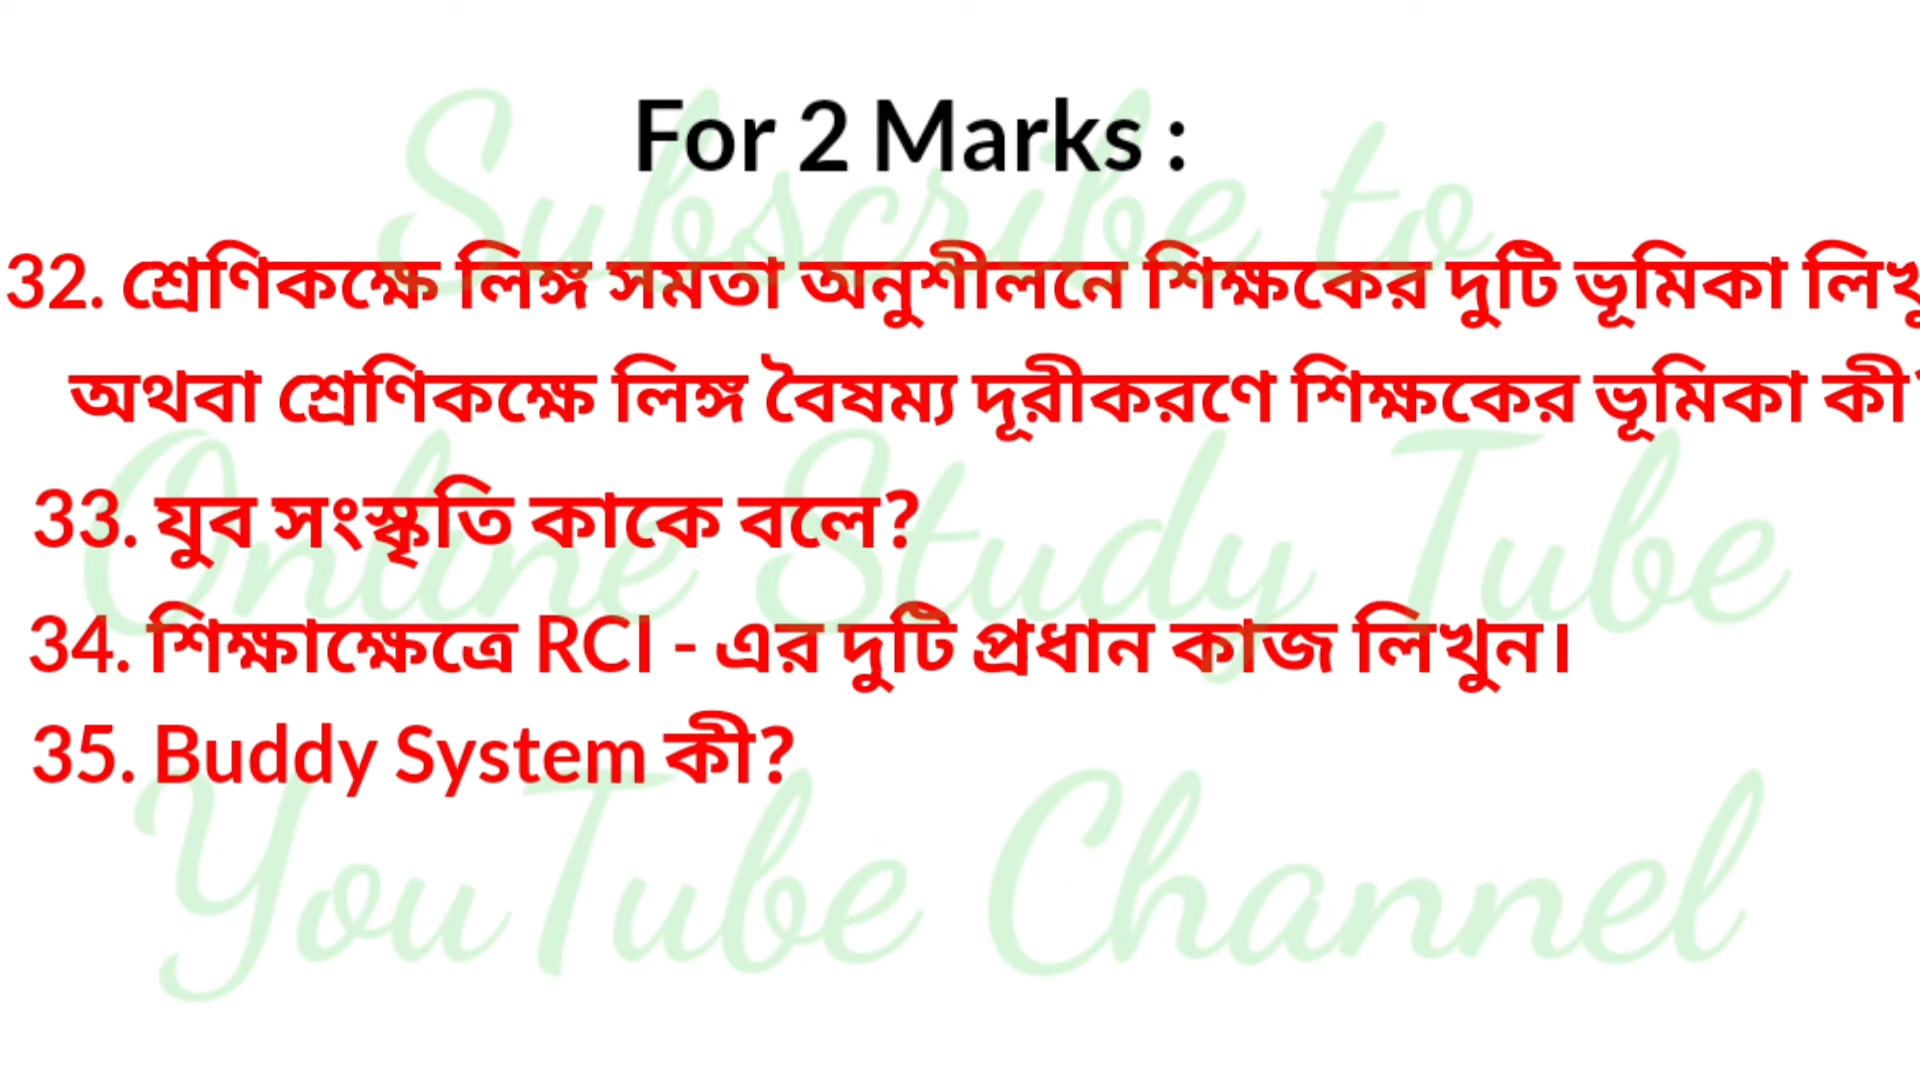 For 2 Marks :
32. শ্রেণিকক্ষে লিঙ্গ সমতা অনুশীলনে শিক্ষকের দুটি ভূমিকা
অথবা শ্রেণিকক্ষে লিঙ্গ বৈষম্য দূরীকরণে শিক্ষকের ভূমিকা কী?
33. যুব সংস্কৃতি কাকে বলে?
34. শিক্ষাক্ষেত্রে RCI - এর দুটি প্রধান কাজ লিখুন।
35. Buddy System কী?
Subscribe to
Online Study Tube
YouTube Channel